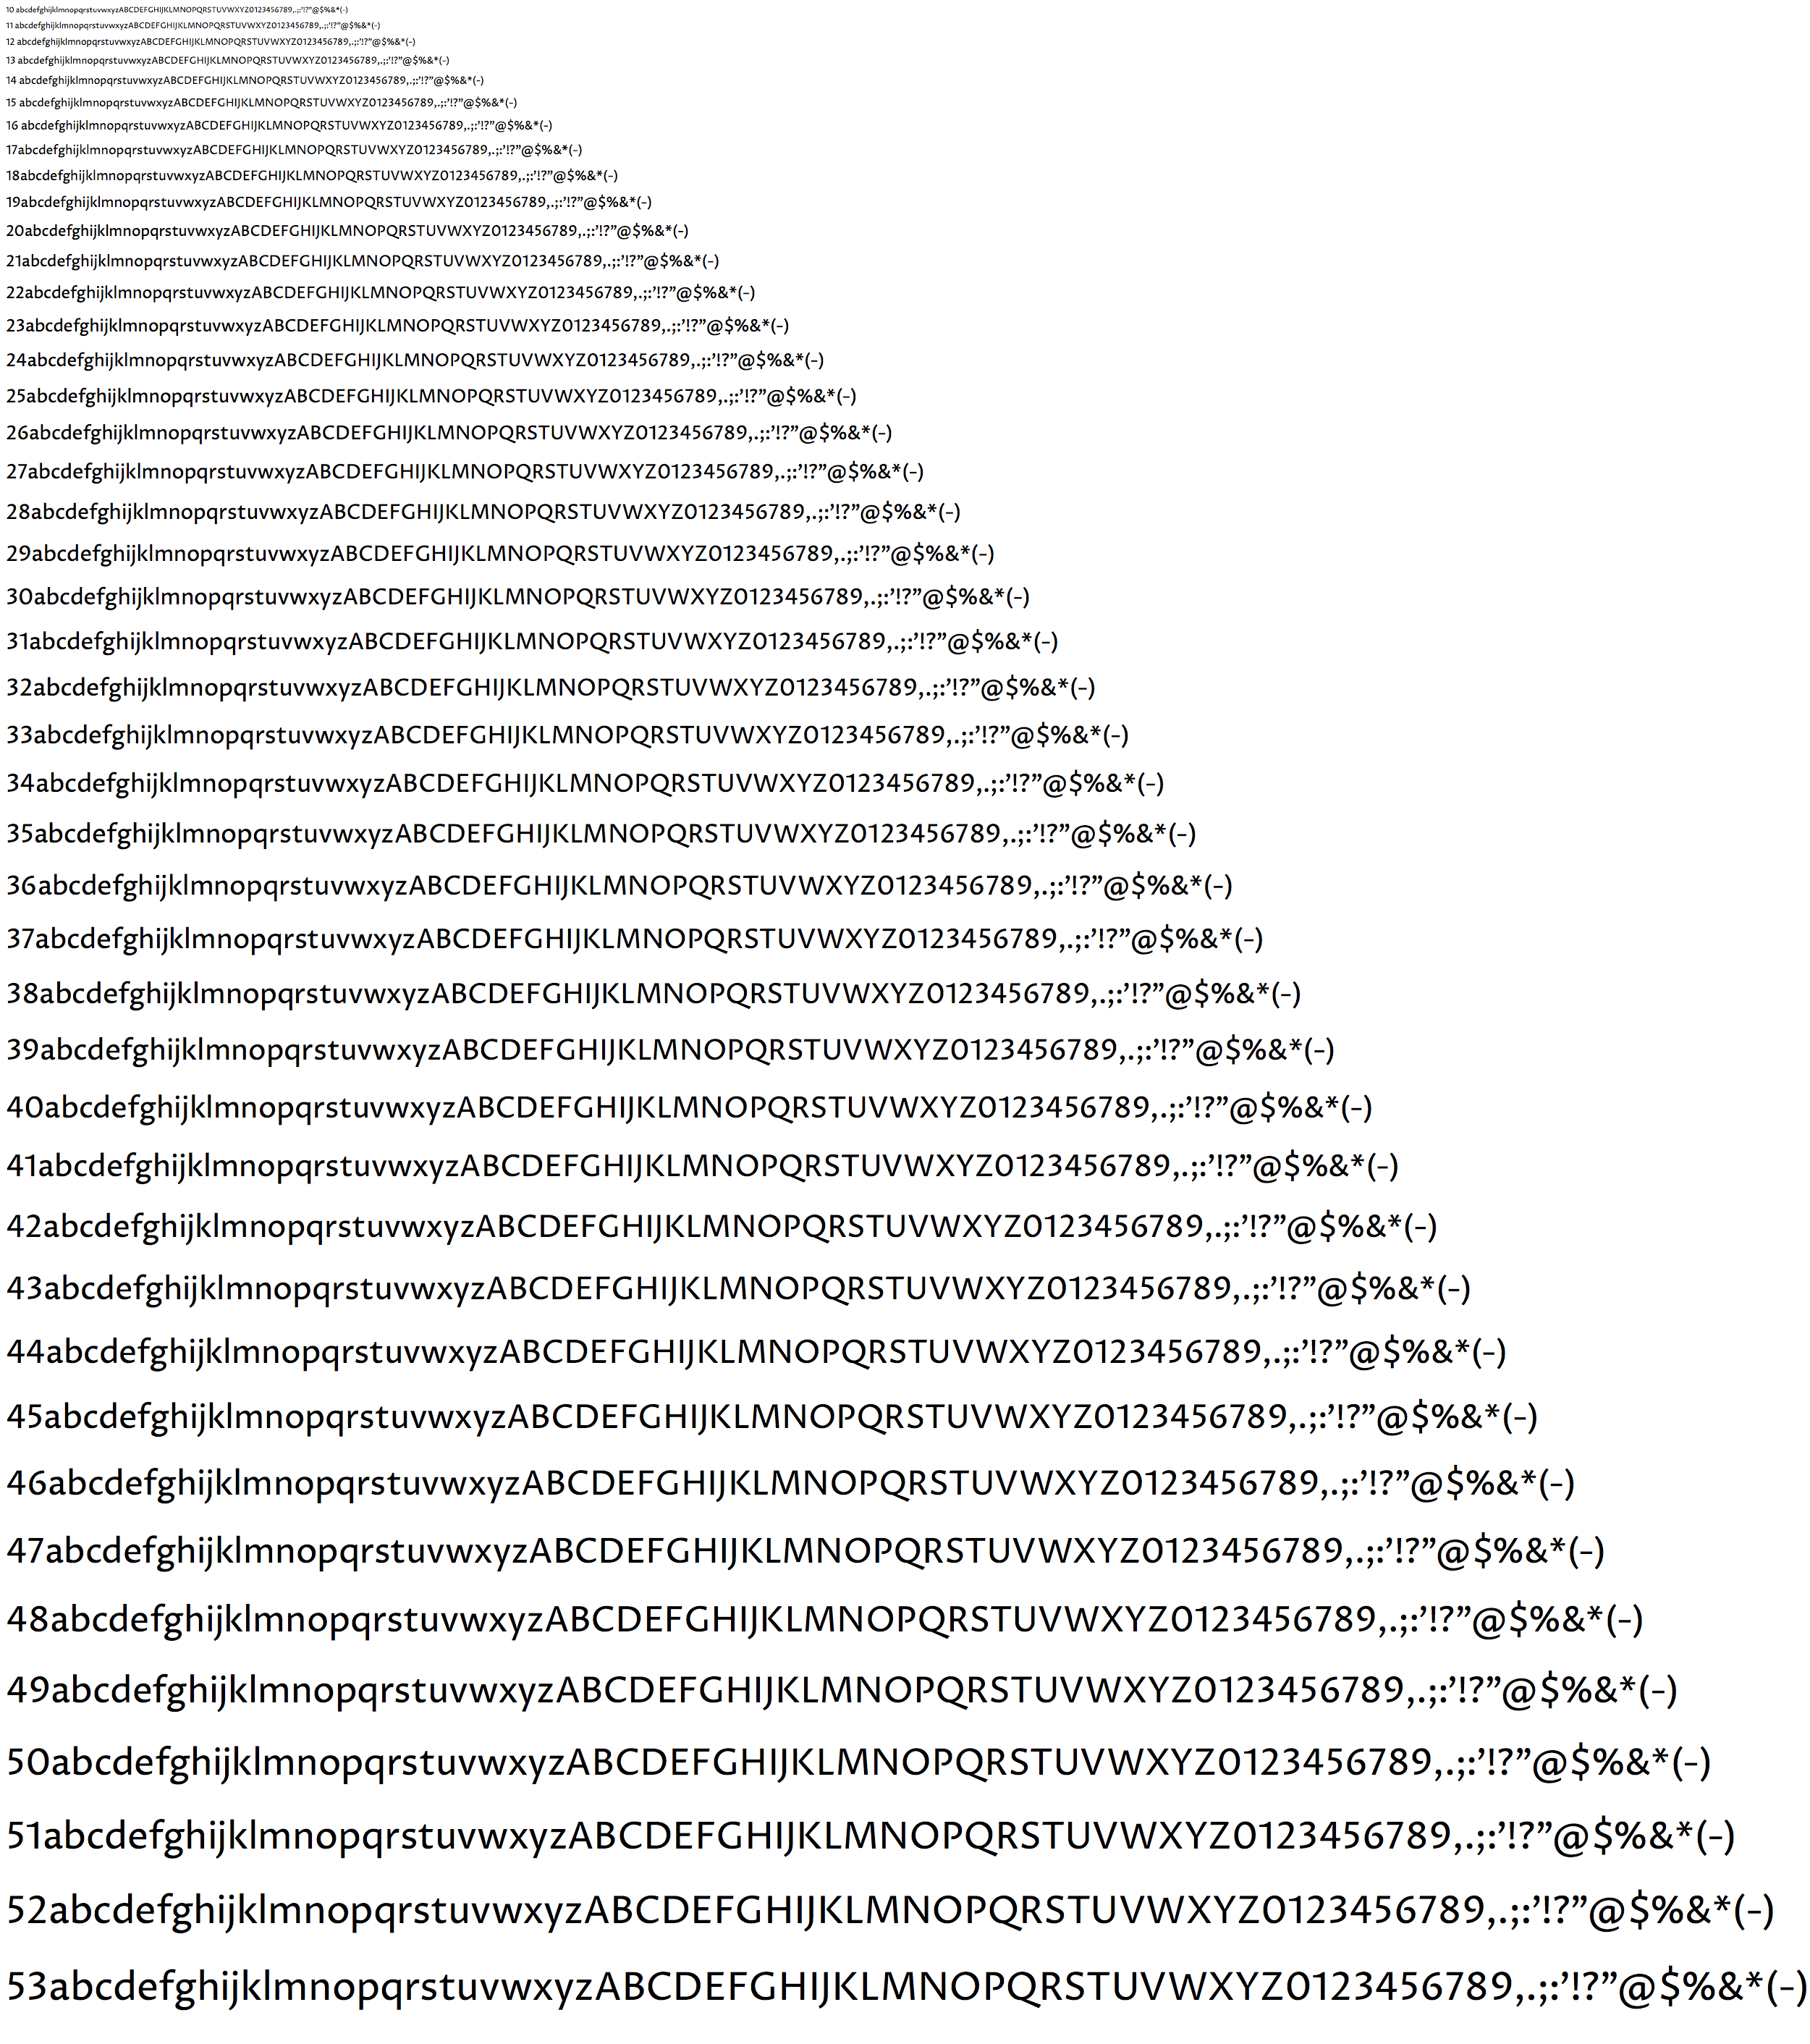 10 abcdefghijklmnopqrstuvwxyzABCDEFGHIJKLMNOPQRSTUVWXYZ0123456789,.;:’!?”@$%&*(-)
11 abcdefghijklmnopqrstuvwxyzABCDEFGHIJKLMNOPQRSTUVWXYZ0123456789,.;:’!?”@$%&*(-)
12 abcdefghijklmnopqrstuvwxyzABCDEFGHIJKLMNOPQRSTUVWXYZ0123456789,.;:’!?”@$%&*(-)
13 abcdefghijklmnopqrstuvwxyzABCDEFGHIJKLMNOPQRSTUVWXYZ0123456789,.;:’!?”@$%&*(-)
14 abcdefghijklmnopqrstuvwxyzABCDEFGHIJKLMNOPQRSTUVWXYZ0123456789,.;:’!?”@$%&*(-)
15 abcdefghijklmnopqrstuvwxyzABCDEFGHIJKLMNOPQRSTUVWXYZ0123456789,.;:’!?”@$%&*(-)
16 abcdefghijklmnopqrstuvwxyzABCDEFGHIJKLMNOPQRSTUVWXYZ0123456789,.;:’!?”@$%&*(-)
17abcdefghijklmnopqrstuvwxyzABCDEFGHIJKLMNOPQRSTUVWXYZ0123456789,.;:’!?”@$%&*(-)
18abcdefghijklmnopqrstuvwxyzABCDEFGHIJKLMNOPQRSTUVWXYZ0123456789,.;:’!?”@$%&*(-)
19abcdefghijklmnopqrstuvwxyzABCDEFGHIJKLMNOPQRSTUVWXYZ0123456789,.;:’!?”@$%&*(-)
20abcdefghijklmnopqrstuvwxyzABCDEFGHIJKLMNOPQRSTUVWXYZ0123456789,.;:’!?”@$%&*(-)
21abcdefghijklmnopqrstuvwxyzABCDEFGHIJKLMNOPQRSTUVWXYZ0123456789,.;:’!?”@$%&*(-)
22abcdefghijklmnopqrstuvwxyzABCDEFGHIJKLMNOPQRSTUVWXYZ0123456789,.;:’!?”@$%&*(-)
23abcdefghijklmnopqrstuvwxyzABCDEFGHIJKLMNOPQRSTUVWXYZ0123456789,.;:’!?”@$%&*(-)
24abcdefghijklmnopqrstuvwxyzABCDEFGHIJKLMNOPQRSTUVWXYZ0123456789,.;:’!?”@$%&*(-)
25abcdefghijklmnopqrstuvwxyzABCDEFGHIJKLMNOPQRSTUVWXYZ0123456789,.;:’!?”@$%&*(-)
26abcdefghijklmnopqrstuvwxyzABCDEFGHIJKLMNOPQRSTUVWXYZ0123456789,.;:’!?”@$%&*(-)
27abcdefghijklmnopqrstuvwxyzABCDEFGHIJKLMNOPQRSTUVWXYZ0123456789,.;:’!?”@$%&*(-)
28abcdefghijklmnopqrstuvwxyzABCDEFGHIJKLMNOPQRSTUVWXYZ0123456789,.;:’!?”@$%&*(-)
29abcdefghijklmnopqrstuvwxyzABCDEFGHIJKLMNOPQRSTUVWXYZ0123456789,.;:’!?”@$%&*(-)
30abcdefghijklmnopqrstuvwxyzABCDEFGHIJKLMNOPQRSTUVWXYZ0123456789,.;:’!?”@$%&*(-)
31abcdefghijklmnopqrstuvwxyzABCDEFGHIJKLMNOPQRSTUVWXYZ0123456789,.;:’!?”@$%&*(-)
32abcdefghijklmnopqrstuvwxyzABCDEFGHIJKLMNOPQRSTUVWXYZ0123456789,.;:’!?”@$%&*(-)
33abcdefghijklmnopqrstuvwxyzABCDEFGHIJKLMNOPQRSTUVWXYZ0123456789,.;:’!?”@$%&*(-)
34abcdefghijklmnopqrstuvwxyzABCDEFGHIJKLMNOPQRSTUVWXYZ0123456789,.;:’!?”@$%&*(-)
35abcdefghijklmnopqrstuvwxyzABCDEFGHIJKLMNOPQRSTUVWXYZ0123456789,.;:’!?”@$%&*(-)
36abcdefghijklmnopqrstuvwxyzABCDEFGHIJKLMNOPQRSTUVWXYZ0123456789,.;:’!?”@$%&*(-)
37abcdefghijklmnopqrstuvwxyzABCDEFGHIJKLMNOPQRSTUVWXYZ0123456789,.;:’!?”@$%&*(-)
38abcdefghijklmnopqrstuvwxyzABCDEFGHIJKLMNOPQRSTUVWXYZ0123456789,.;:’!?”@$%&*(-)
39abcdefghijklmnopqrstuvwxyzABCDEFGHIJKLMNOPQRSTUVWXYZ0123456789,.;:’!?”@$%&*(-)
40abcdefghijklmnopqrstuvwxyzABCDEFGHIJKLMNOPQRSTUVWXYZ0123456789,.;:’!?”@$%&*(-)
41abcdefghijklmnopqrstuvwxyzABCDEFGHIJKLMNOPQRSTUVWXYZ0123456789,.;:’!?”@$%&*(-)
42abcdefghijklmnopqrstuvwxyzABCDEFGHIJKLMNOPQRSTUVWXYZ0123456789,.;:’!?”@$%&*(-)
43abcdefghijklmnopqrstuvwxyzABCDEFGHIJKLMNOPQRSTUVWXYZ0123456789,.;:’!?”@$%&*(-)
44abcdefghijklmnopqrstuvwxyzABCDEFGHIJKLMNOPQRSTUVWXYZ0123456789,.;:’!?”@$%&*(-)
45abcdefghijklmnopqrstuvwxyzABCDEFGHIJKLMNOPQRSTUVWXYZ0123456789,.;:’!?”@$%&*(-)
46abcdefghijklmnopqrstuvwxyzABCDEFGHIJKLMNOPQRSTUVWXYZ0123456789,.;:’!?”@$%&*(-)
47abcdefghijklmnopqrstuvwxyzABCDEFGHIJKLMNOPQRSTUVWXYZ0123456789,.;:’!?”@$%&*(-)
48abcdefghijklmnopqrstuvwxyzABCDEFGHIJKLMNOPQRSTUVWXYZ0123456789,.;:’!?”@$%&*(-)
49abcdefghijklmnopqrstuvwxyzABCDEFGHIJKLMNOPQRSTUVWXYZ0123456789,.;:’!?”@$%&*(-)
50abcdefghijklmnopqrstuvwxyzABCDEFGHIJKLMNOPQRSTUVWXYZ0123456789,.;:’!?”@$%&*(-)
51abcdefghijklmnopqrstuvwxyzABCDEFGHIJKLMNOPQRSTUVWXYZ0123456789,.;:’!?”@$%&*(-)
52abcdefghijklmnopqrstuvwxyzABCDEFGHIJKLMNOPQRSTUVWXYZ0123456789,.;:’!?”@$%&*(-)
53abcdefghijklmnopqrstuvwxyzABCDEFGHIJKLMNOPQRSTUVWXYZ0123456789,.;:’!?”@$%&*(-)